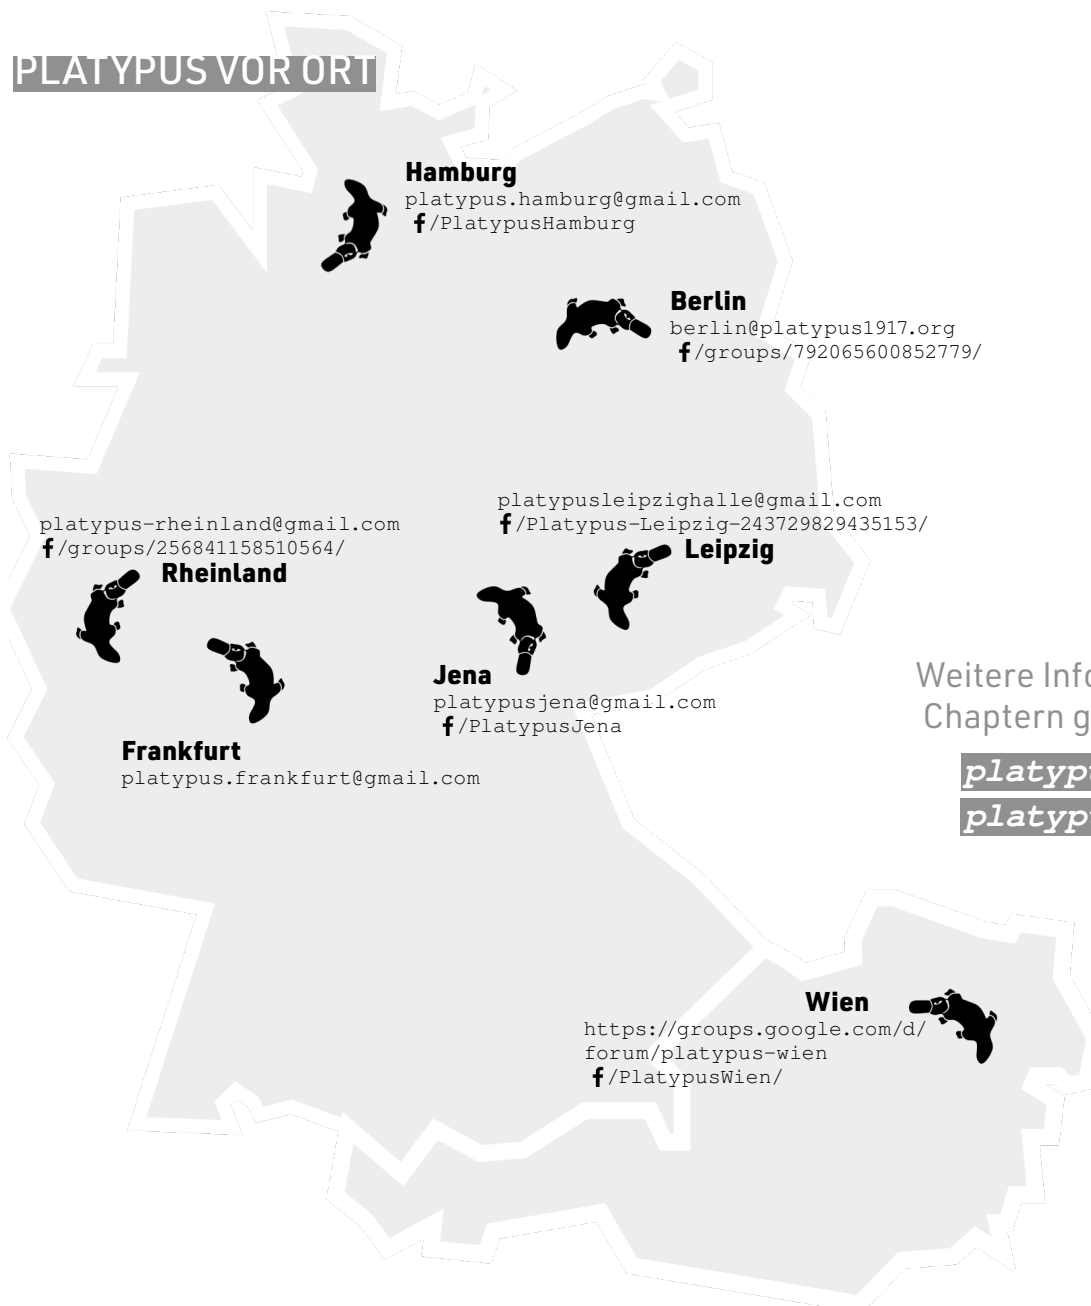 PLATYPUS VOR ORT
Hamburg
platypus.hamburg@gmail.com
f/PlatypusHamburg
Berlin
berlin@platypus1917.org
f/groups/792065600852779/
platypusleipzighalle@gmail.com
f/Platypus-Leipzig-243729829435153/
Leipzig
platypus-rheinland@gmail.com
f/groups/256841158510564/
Rheinland
Jena
platypusjena@gmail.com
f/PlatypusJena
Frankfurt
platypus.frankfurt@gmail.com
Weitere
Chaptern
Wien
https://groups.google.com/d/
forum/platypus-wien
f/PlatypusWien/